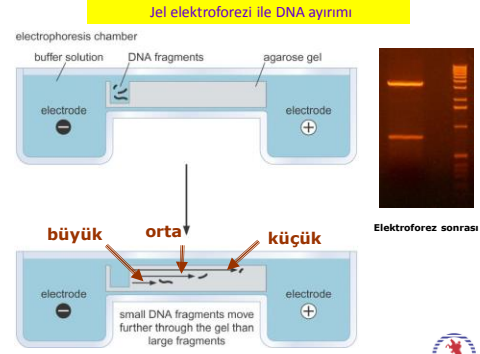 Jel elektroforezi ile DNA ayırımı
electrophoresis chamber
buffer solution
DNA fragments
agarose gel
electrode
electrode
Elektroforez sonrası
büyük
orta
küçük
electrode
electrode
small DNA fragments move
further through the gel than
large fragments